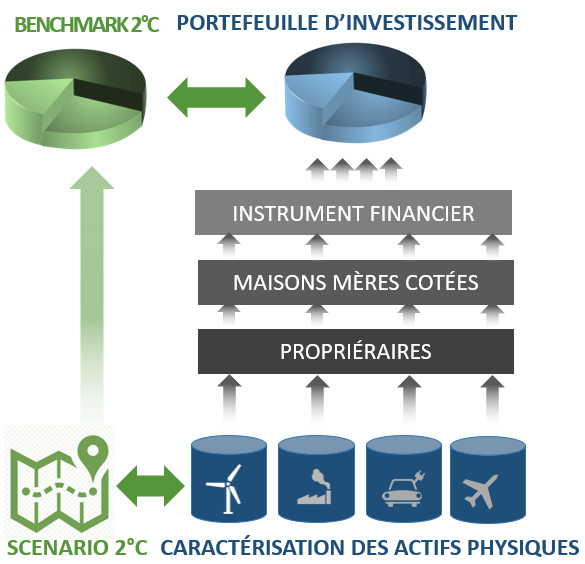 BENCHMARK 2°C
PORTEFEUILLE D’INVESTISSEMENT
INSTRUMENT FINANCIER
MAISONS MÈRES COTÉES
PROPRIÉRAIRES
SCENARIO 2°C
CARACTÉRISATION DES ACTIFS PHYSIQUES